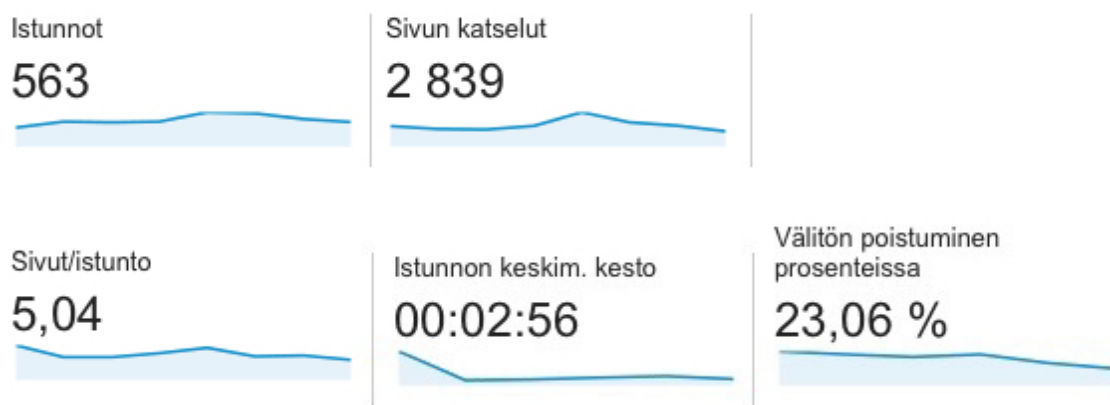 Istunnot
563
Sivun katselut
2 839
Sivut/istunto
5,04
Istunnon keskim. kesto
00:02:56
Välitön poistuminen
prosenteissa
23,06 %